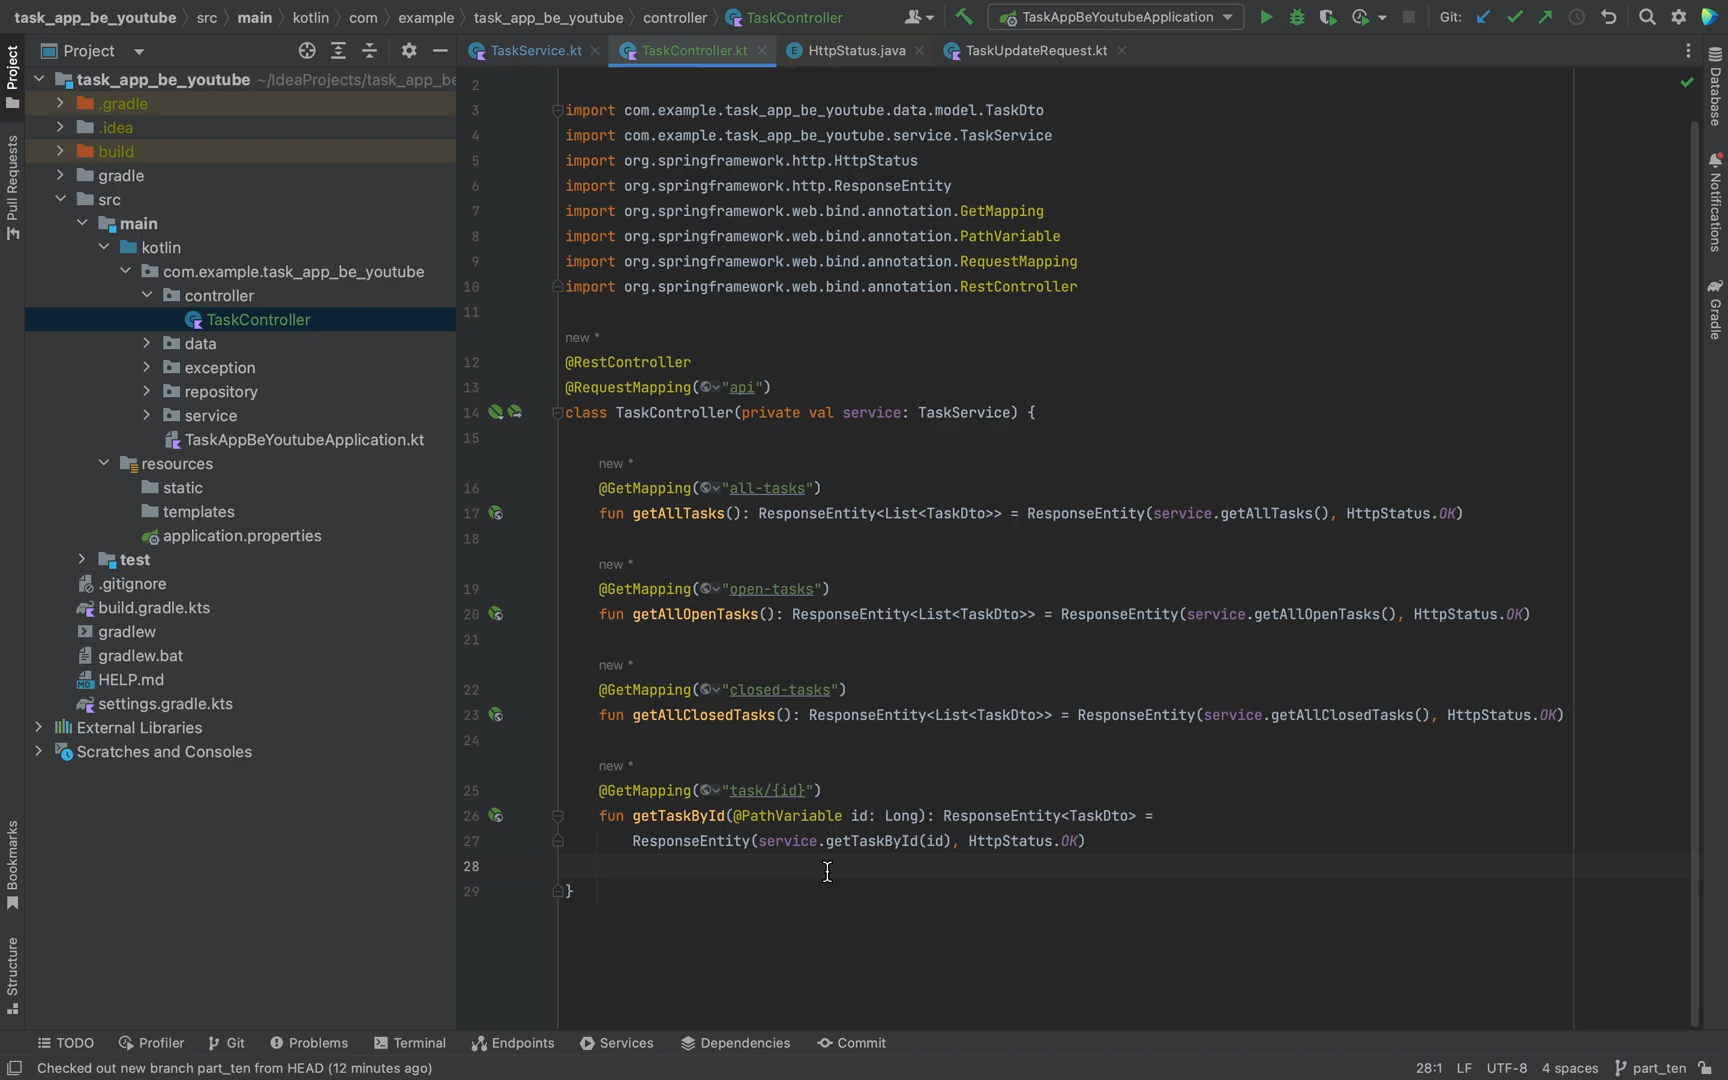 task_app_be_youtube src main kotlin com example task_app_be_youtube controller TaskController
TaskAppBeYoutubeApplication Git:
Project
Pull Requests
Bookmarks
Structure
Project
task_app_be_youtube ~/IdeaProjects/task_app_be
.gradle
.idea
build
gradle
src
main
kotlin
com.example.task_app_be_youtube
controller
TaskController
data
exception
repository
service
TaskAppBeYoutubeApplication.kt
resources
static
templates
application.properties
test
.gitignore
build.gradle.kts
gradlew
gradlew.bat
HELP.md
settings.gradle.kts
External Libraries
Scratches and Consoles
TaskService.kt TaskController.kt HttpStatus.java TaskUpdateRequest.kt
2
3 import com.example.task_app_be_youtube.data.model.TaskDto
4 import com.example.task_app_be_youtube.service.TaskService
5 import org.springframework.http.HttpStatus
6 import org.springframework.http.ResponseEntity
7 import org.springframework.web.bind.annotation.GetMapping
8 import org.springframework.web.bind.annotation.PathVariable
9 import org.springframework.web.bind.annotation.RequestMapping
10 import org.springframework.web.bind.annotation.RestController
11
new *
12 @RestController
13 @RequestMapping("api")
14 class TaskController(private val service: TaskService) {
15
new *
16 @GetMapping("all-tasks")
17 fun getAllTasks(): ResponseEntity<List<TaskDto>> = ResponseEntity(service.getAllTasks(), HttpStatus.OK)
18
new *
19 @GetMapping("open-tasks")
20 fun getAllOpenTasks(): ResponseEntity<List<TaskDto>> = ResponseEntity(service.getAllOpenTasks(), HttpStatus.OK)
21
new *
22 @GetMapping("closed-tasks")
23 fun getAllClosedTasks(): ResponseEntity<List<TaskDto>> = ResponseEntity(service.getAllClosedTasks(), HttpStatus.OK)
24
new *
25 @GetMapping("task/{id}")
26 fun getTaskById(@PathVariable id: Long): ResponseEntity<TaskDto> =
27 ResponseEntity(service.getTaskById(id), HttpStatus.OK)
28
29 }
Database
Notifications
Gradle
TODO Profiler Git Problems Terminal Endpoints Services Dependencies Commit
Checked out new branch part_ten from HEAD (12 minutes ago) 28:1 LF UTF-8 4 spaces part_ten